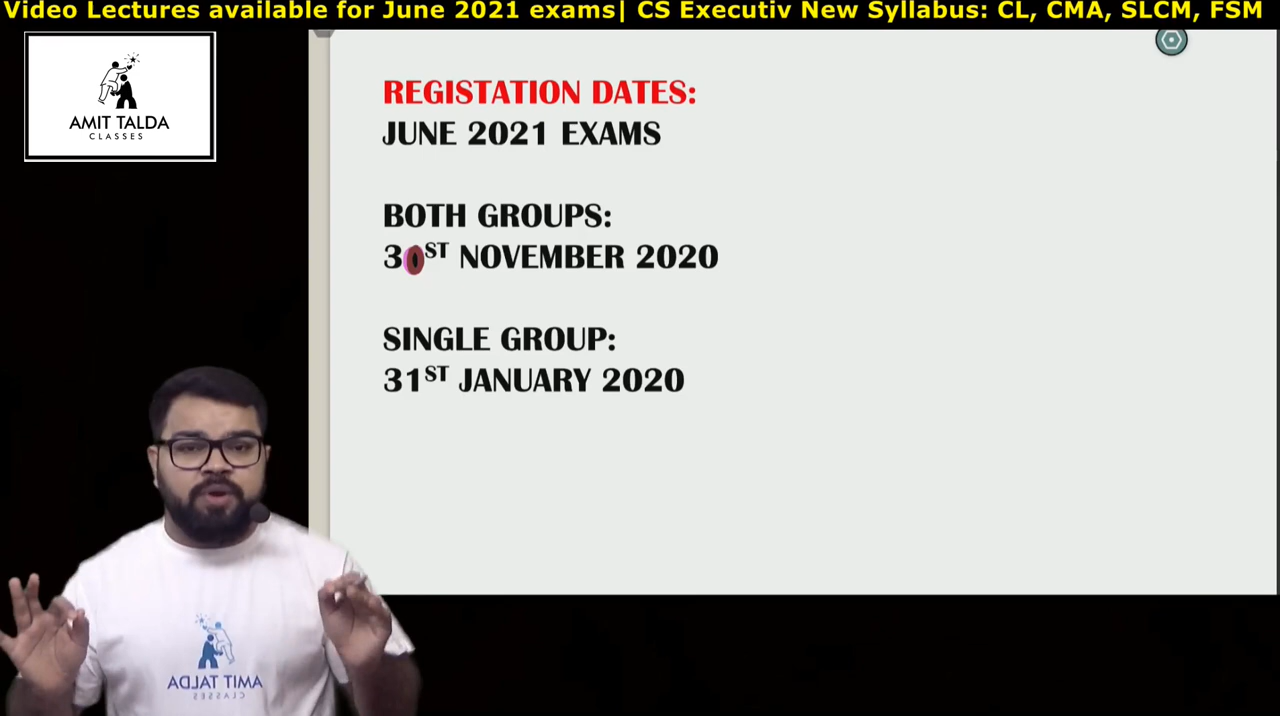 Video Lectures available for June 2021 exams| CS Executiv New Syllabus: CL, CMA, SLCM, FSM
AMIT TALDA
CLASSES
REGISTATION DATES:
JUNE 2021 EXAMS
BOTH GROUPS:
30ST NOVEMBER 2020
SINGLE GROUP:
31ST JANUARY 2020
AMIT TALDA
CLASSES